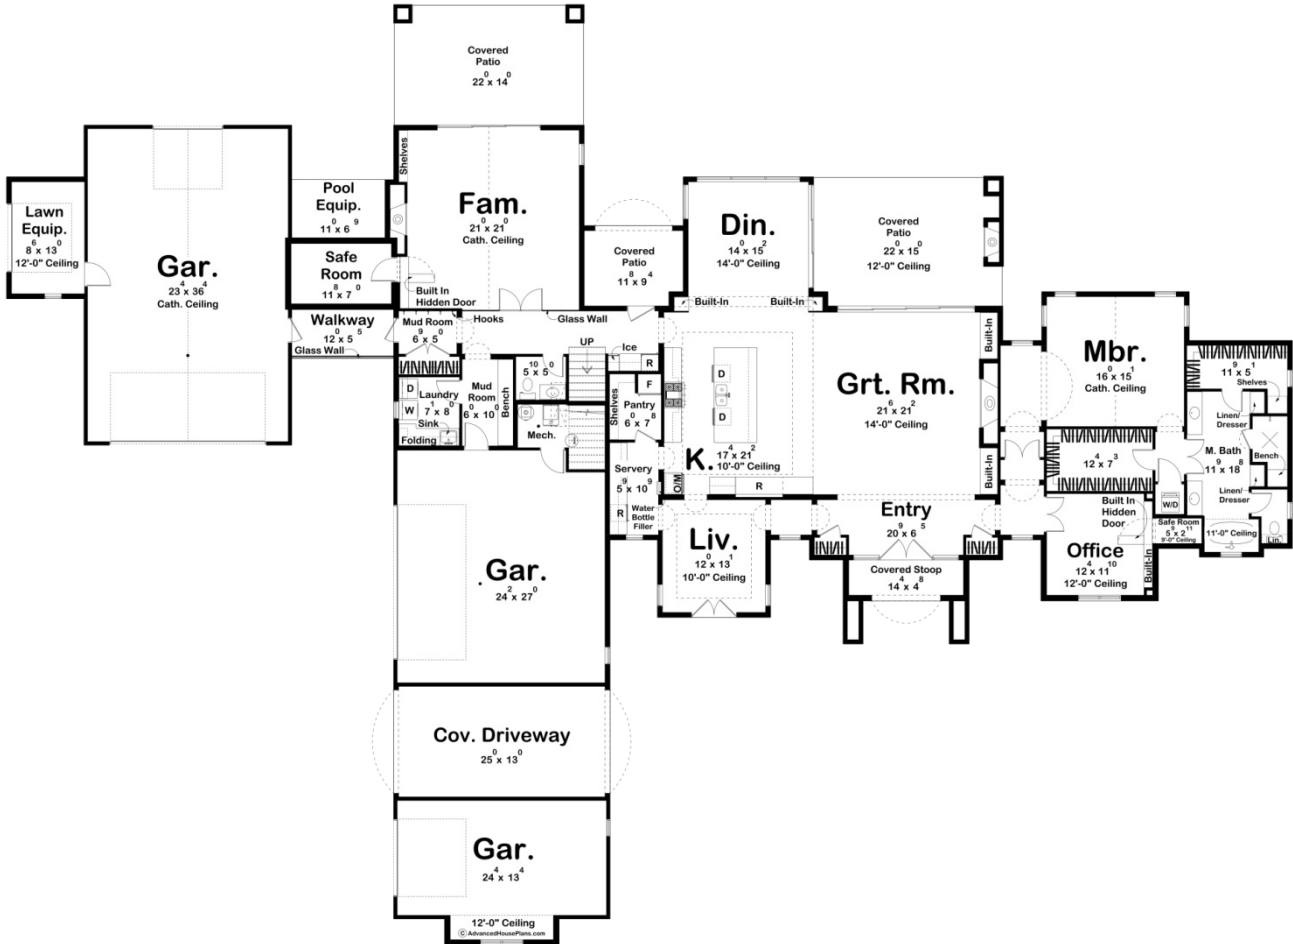 Covered
Patio
22⁰ x 14⁰
Shelves
Fam.
21⁰ x 21⁰
Cath. Ceiling
Pool
Equip.
11⁰ x 6⁹
Lawn
Equip.
8⁶ x 13⁰
12'-0" Ceiling
Gar.
23⁴ x 36⁴
Cath. Ceiling
Safe
Room
11⁸ x 7⁰
Built In
Hidden Door
Covered
Patio
11⁸ x 9⁴
Din.
14⁰ x 15²
14'-0" Ceiling
Covered
Patio
22⁰ x 15⁰
12'-0" Ceiling
Built-In
Built-In
Walkway
12⁰ x 5⁵
Glass Wall
Mud Room
6⁹ x 5⁰
Hooks
Glass Wall
UP
Ice
R
F
5¹⁰ x 5⁰
Mud
Room
6⁰ x 10⁰
Bench
D
W
Laundry
7¹ x 8⁰
Sink
Folding
Mech.
Shelves
Pantry
6⁰ x 7⁸
Servery
5⁹ x 10⁹
R
Water
Bottle
Filler
D
D
K.
17⁴ x 21²
10'-0" Ceiling
O/M
R
Grt. Rm.
21⁶ x 21²
14'-0" Ceiling
Built-In
Built-In
Mbr.
16⁰ x 15¹
Cath. Ceiling
11⁹ x 5¹
Shelves
Linen/
Dresser
12⁴ x 7³
M. Bath
11⁹ x 18⁸
Bench
Linen/
Dresser
W/D
11'-0" Ceiling
Lin.
Built In
Hidden
Door
Safe Room
5⁹ x 2¹¹
9'-0" Ceiling
Office
12⁴ x 11¹⁰
12'-0" Ceiling
Built-In
Entry
20⁹ x 6⁵
Covered Stoop
14⁴ x 4⁸
Liv.
12⁰ x 13¹
10'-0" Ceiling
Gar.
24² x 27⁰
Cov. Driveway
25⁰ x 13⁰
Gar.
24⁴ x 13⁴
12'-0" Ceiling
© AdvancedHousePlans.com